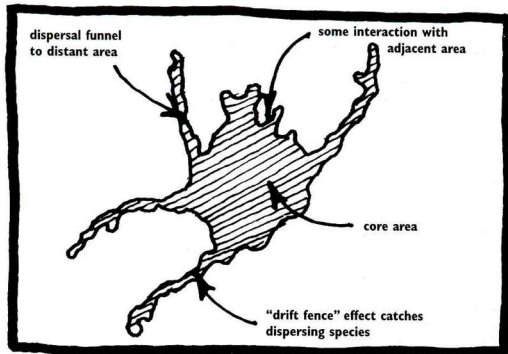 dispersal funnel
to distant area
some interaction with
adjacent area
core area
"drift fence" effect catches
dispersing species